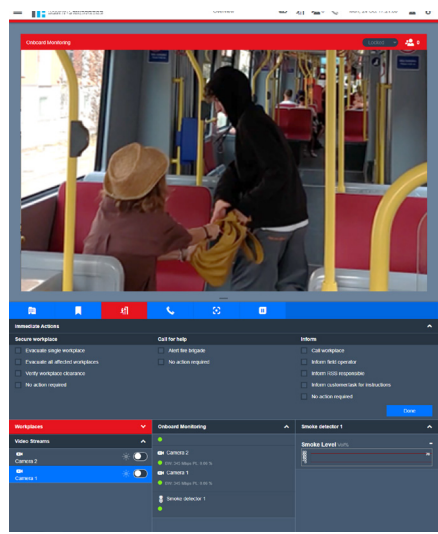 Onboard Monitoring
Locked
Immediate Actions
Secure workplace
Call for help
Inform
Evacuate single workplace
Alert fire brigade
Call workplace
Evacuate all affected workplaces
No action required
Inform field operator
Verify workplace clearance
Inform RSSI responsible
No action required
Inform customer/ask for instructions
No action required
Done
Workplaces
Onboard Monitoring
Smoke detector 1
Video Streams
Smoke Level
Camera 2
Camera 2
Camera 1
Camera 1
Smoke detector 1